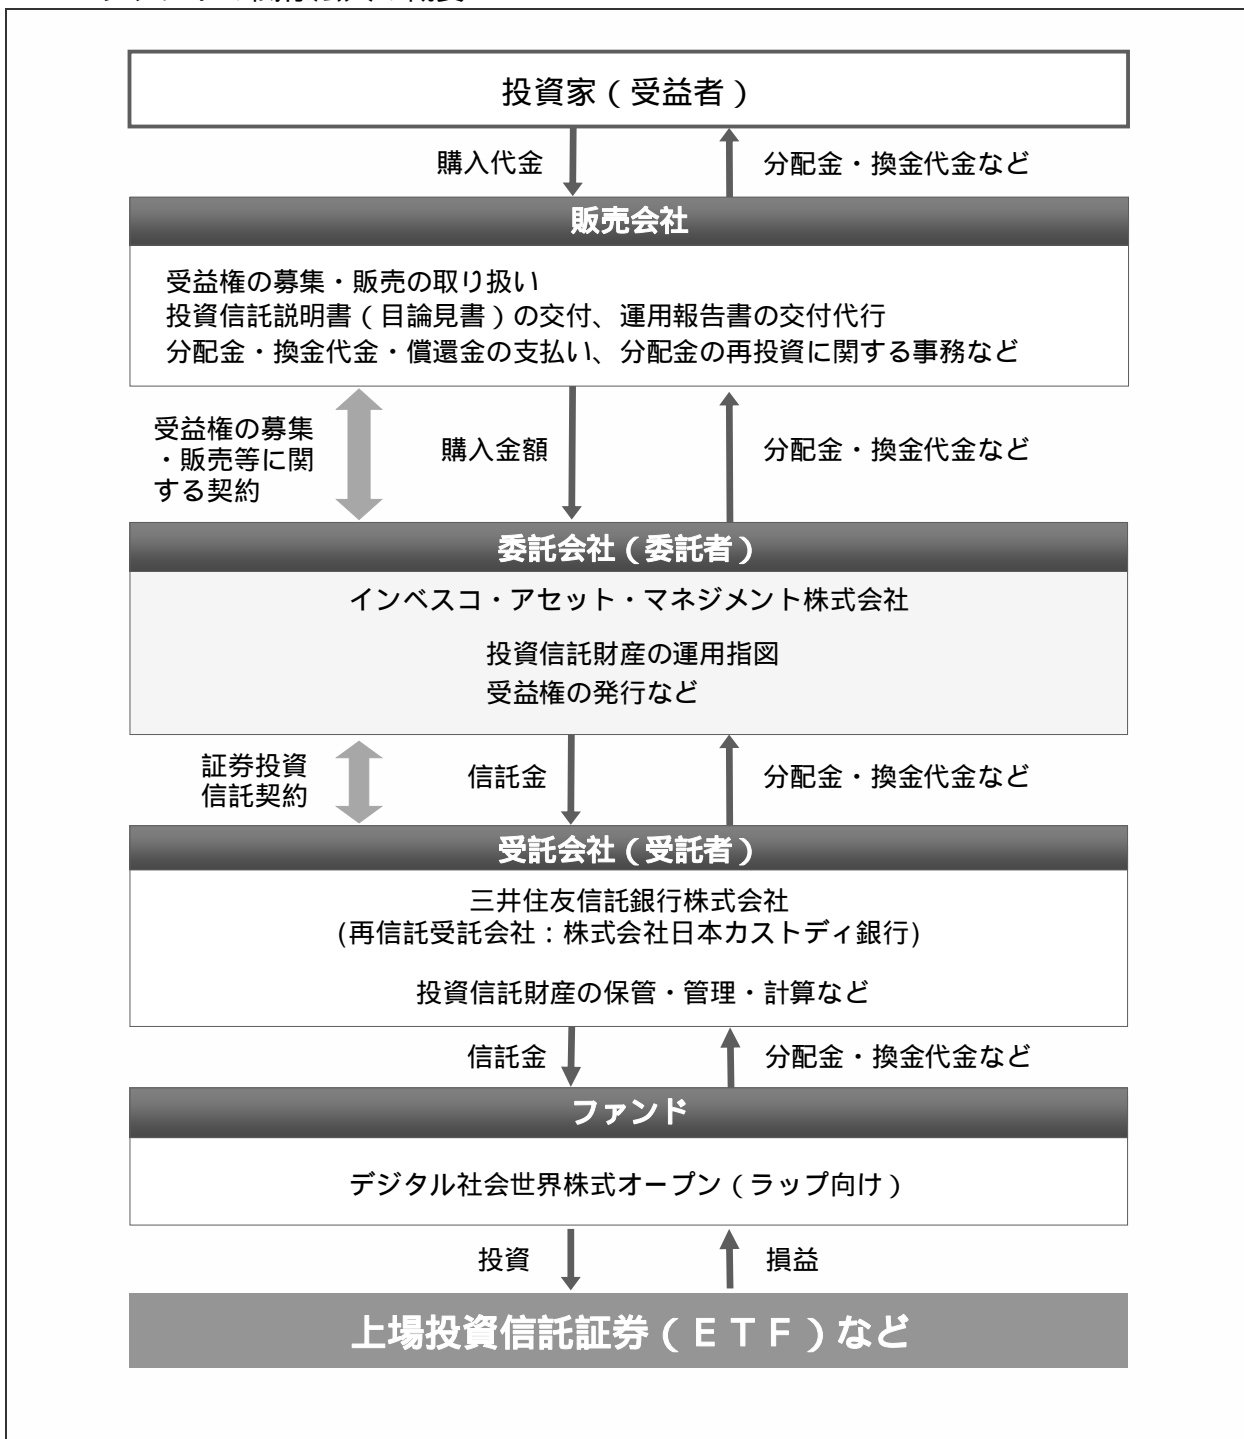 投資家（受益者）
購入代金
分配金・換金代金など
販売会社
受益権の募集・販売の取り扱い
投資信託説明書（目論見書）の交付、運用報告書の交付代行
分配金・換金代金・償還金の支払い、分配金の再投資に関する事務など
受益権の募集
・販売等に関
する契約
購入金額
分配金・換金代金など
委託会社（委託者）
インベスコ・アセット・マネジメント株式会社
投資信託財産の運用指図
受益権の発行など
証券投資
信託契約
信託金
分配金・換金代金など
受託会社（受託者）
三井住友信託銀行株式会社
(再信託受託会社：株式会社日本カストディ銀行)
投資信託財産の保管・管理・計算など
信託金
分配金・換金代金など
ファンド
デジタル社会世界株式オープン（ラップ向け）
投資
損益
上場投資信託証券（ＥＴＦ）など